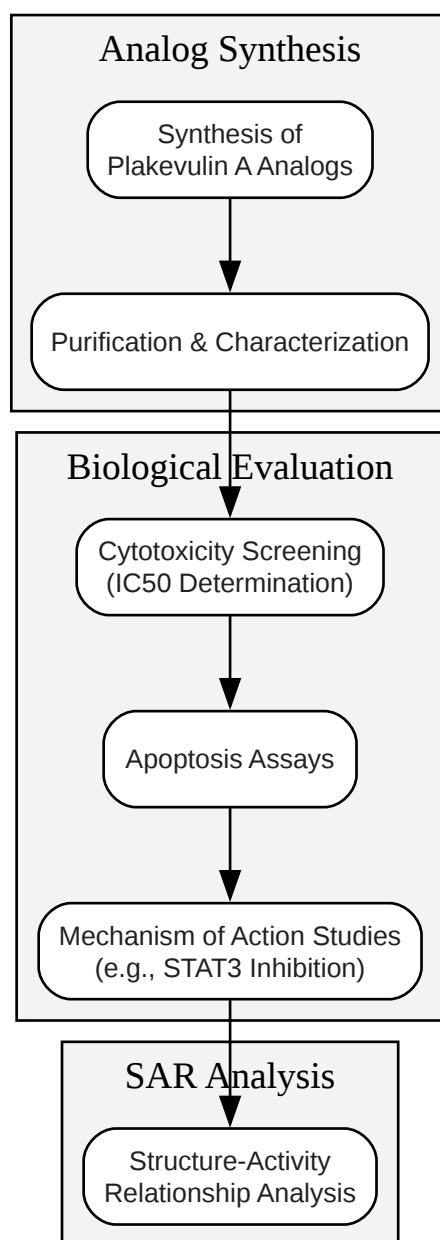 Analog Synthesis
Synthesis of
Plakevulin A Analogs
Purification & Characterization
Biological Evaluation
Cytotoxicity Screening
(IC50 Determination)
Apoptosis Assays
Mechanism of Action Studies
(e.g., STAT3 Inhibition)
SAR Analysis
Structure-Activity
Relationship Analysis